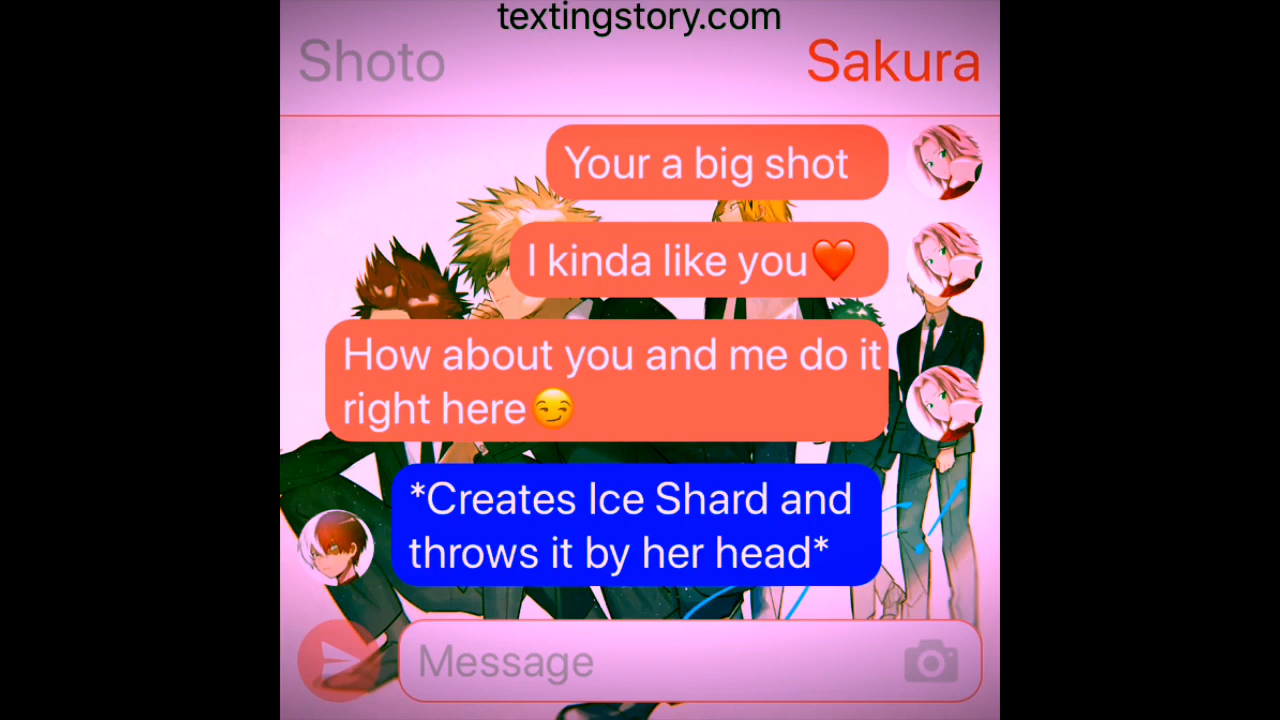 textingstory.com
Shoto
Sakura
Your a big shot
I kinda like you❤️
How about you and me do it
right here😏
*Creates Ice Shard and
throws it by her head*
Message